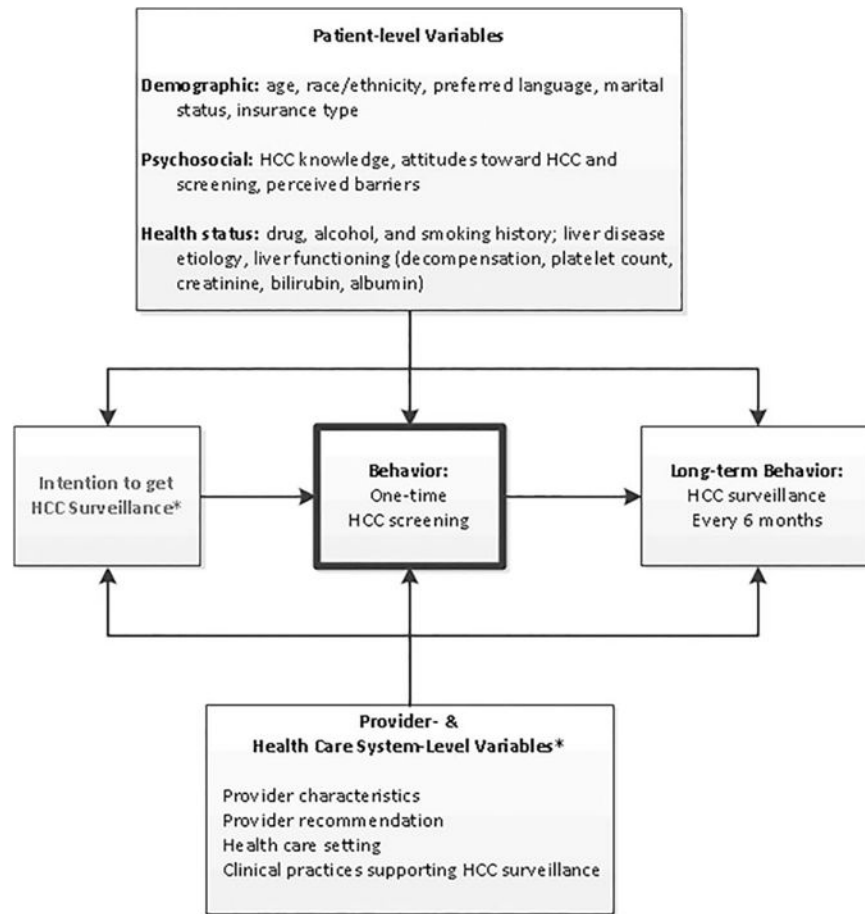 Patient-level Variables
Demographic: age, race/ethnicity, preferred language, marital
status, insurance type
Psychosocial: HCC knowledge, attitudes toward HCC and
screening, perceived barriers
Health status: drug, alcohol, and smoking history; liver disease
etiology, liver functioning (decompensation, platelet count,
creatinine, bilirubin, albumin)
Intention to get
HCC Surveillance*
Behavior:
One-time
HCC screening
Long-term Behavior:
HCC surveillance
Every 6 months
Provider- &
Health Care System-Level Variables*
Provider characteristics
Provider recommendation
Health care setting
Clinical practices supporting HCC surveillance